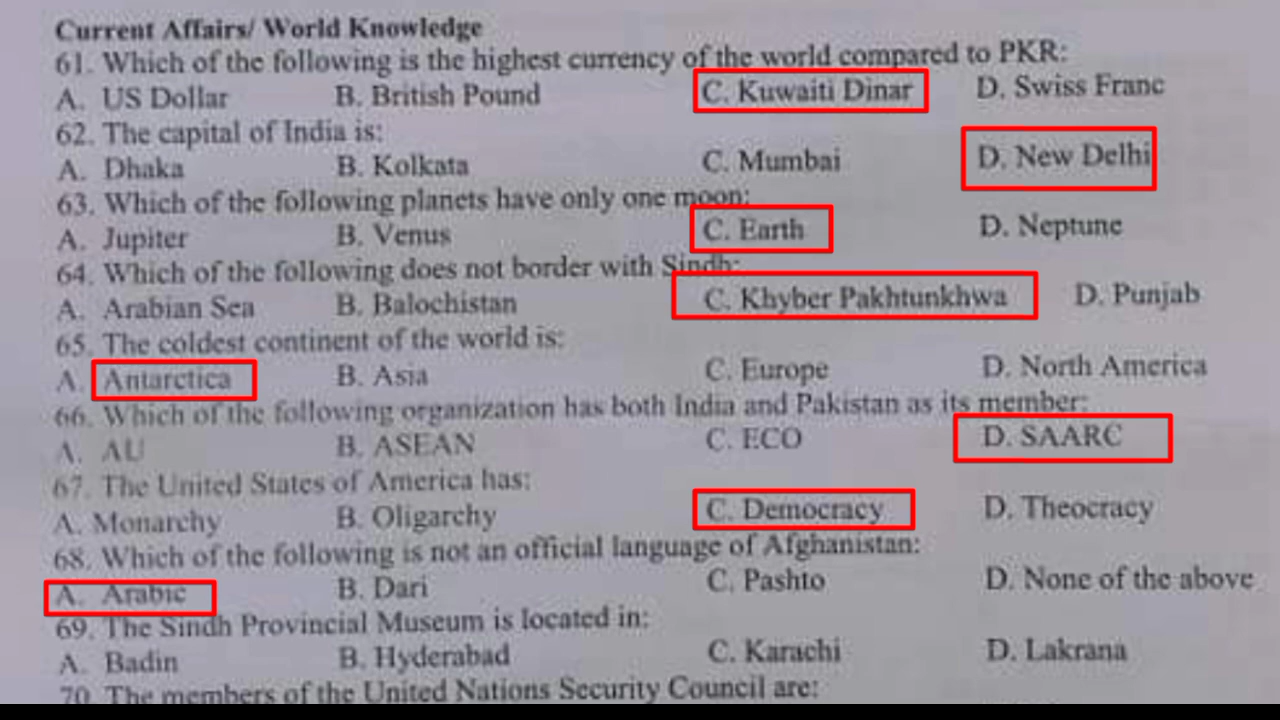 Current Affairs/ World Knowledge
61. Which of the following is the highest currency of the world compared to PKR:
A. US Dollar B. British Pound C. Kuwaiti Dinar D. Swiss Franc
62. The capital of India is:
A. Dhaka B. Kolkata C. Mumbai D. New Delhi
63. Which of the following planets have only one moon:
A. Jupiter B. Venus C. Earth D. Neptune
64. Which of the following does not border with Sindh:
A. Arabian Sea B. Balochistan C. Khyber Pakhtunkhwa D. Punjab
65. The coldest continent of the world is:
A. Antarctica B. Asia C. Europe D. North America
66. Which of the following organization has both India and Pakistan as its member:
A. AU B. ASEAN C. ECO D. SAARC
67. The United States of America has:
A. Monarchy B. Oligarchy C. Democracy D. Theocracy
68. Which of the following is not an official language of Afghanistan:
A. Arabic B. Dari C. Pashto D. None of the above
69. The Sindh Provincial Museum is located in:
A. Badin B. Hyderabad C. Karachi D. Lakrana
70. The members of the United Nations Security Council are: